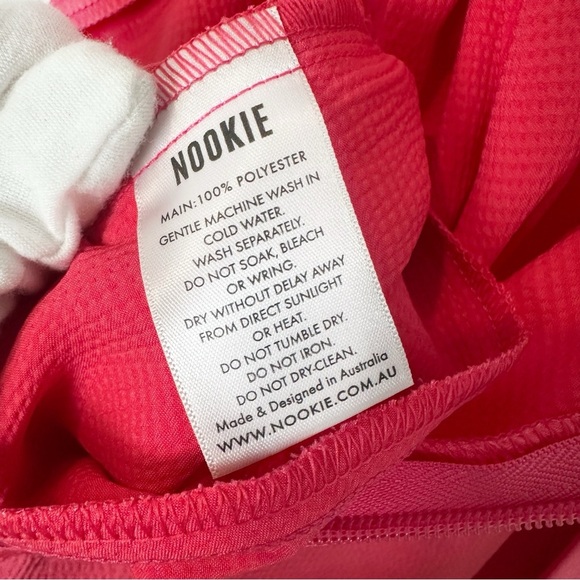 NOOKIE
MAIN:100% POLYESTER
GENTLE MACHINE WASH IN
COLD WATER.
WASH SEPARATELY.
DO NOT SOAK, BLEACH
OR WRING.
DRY WITHOUT DELAY AWAY
FROM DIRECT SUNLIGHT
OR HEAT.
DO NOT TUMBLE DRY.
DO NOT IRON.
DO NOT DRY-CLEAN.
Made & Designed in Australia
WWW.NOOKIE.COM.AU